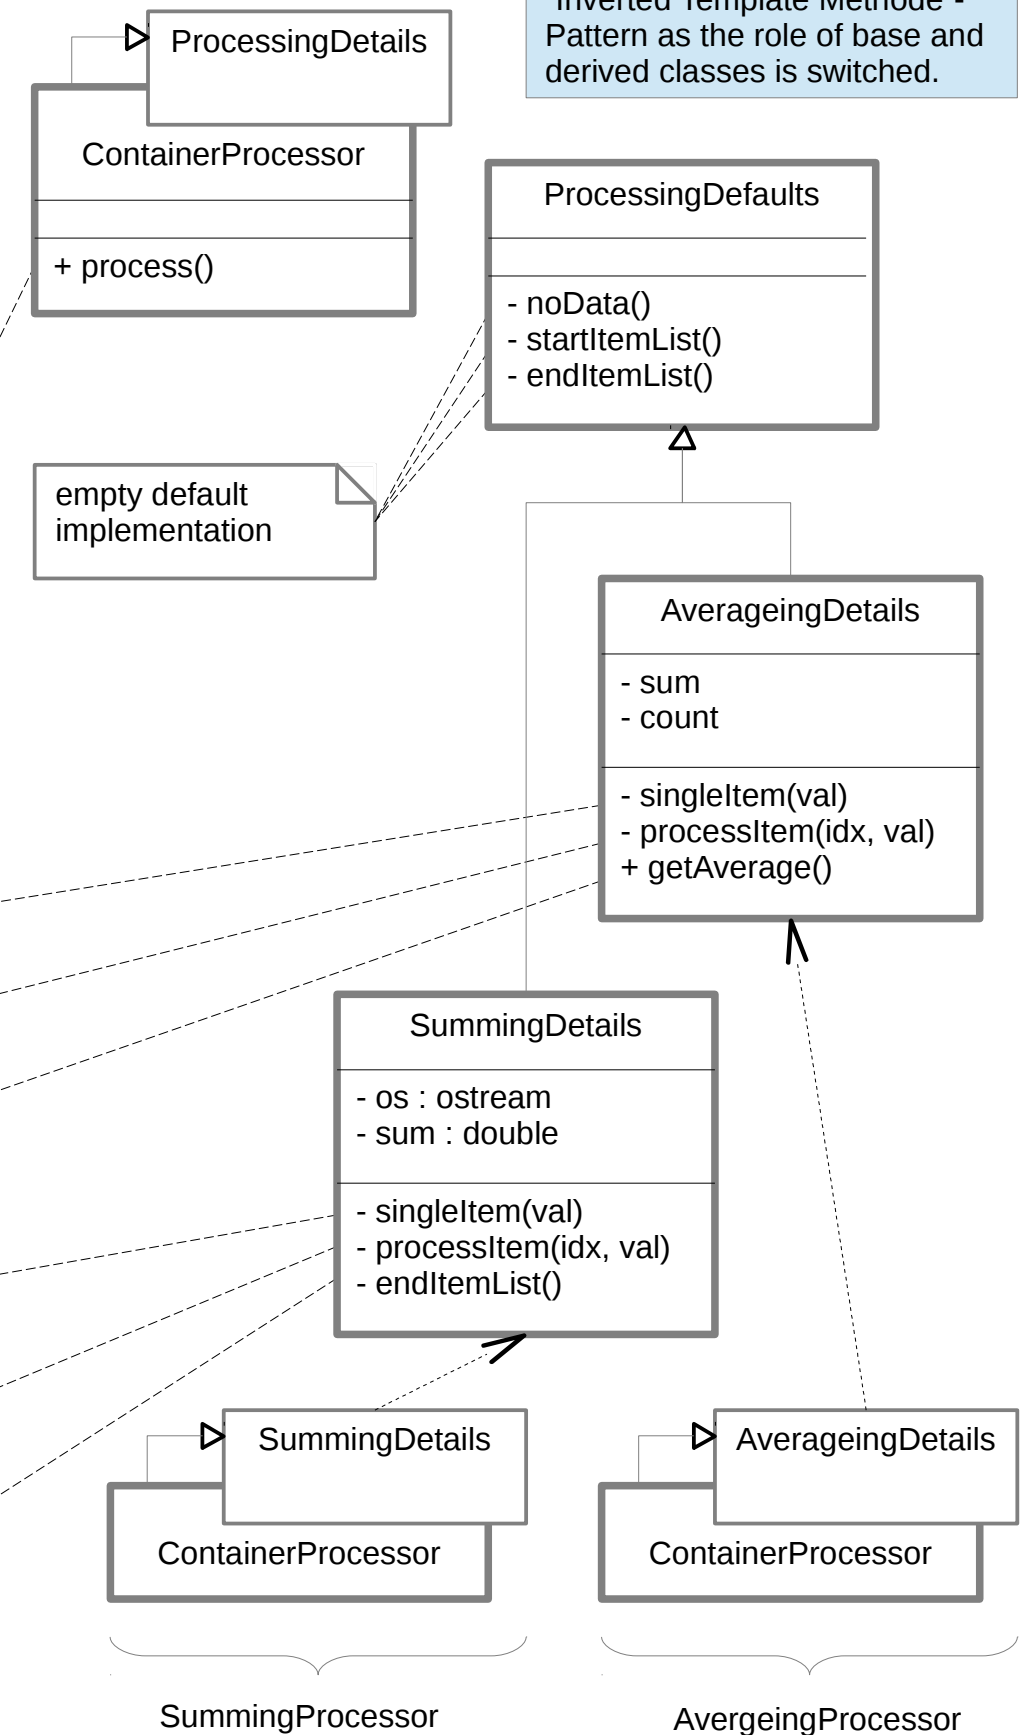 "Inverted Template Methode"-
Pattern as the role of base and
derived classes is switched.
ProcessingDetails
ContainerProcessor
+ process()
ProcessingDefaults
- noData()
- startItemList()
- endItemList()
empty default
implementation
AverageingDetails
- sum
- count
- singleItem(val)
- processItem(idx, val)
+ getAverage()
SummingDetails
- os : ostream
- sum : double
- singleItem(val)
- processItem(idx, val)
- endItemList()
SummingDetails
ContainerProcessor
AverageingDetails
ContainerProcessor
SummingProcessor
AvergeingProcessor